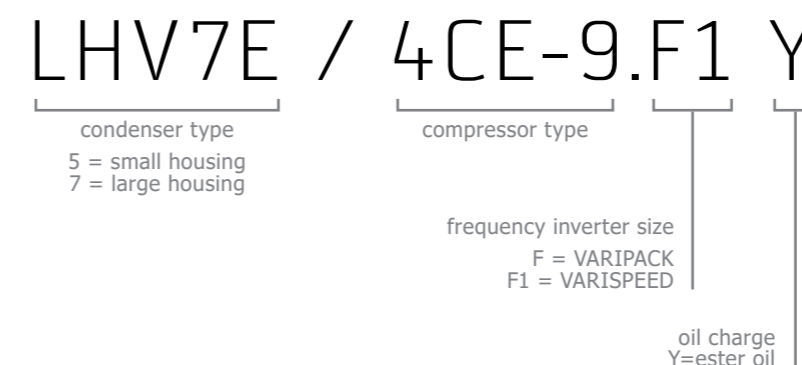 LHV7E / 4CE-9.F1 Y
condenser type
5 = small housing
7 = large housing
compressor type
frequency inverter size
F = VARIPACK
F1 = VARISPEED
oil charge
Y=ester oil